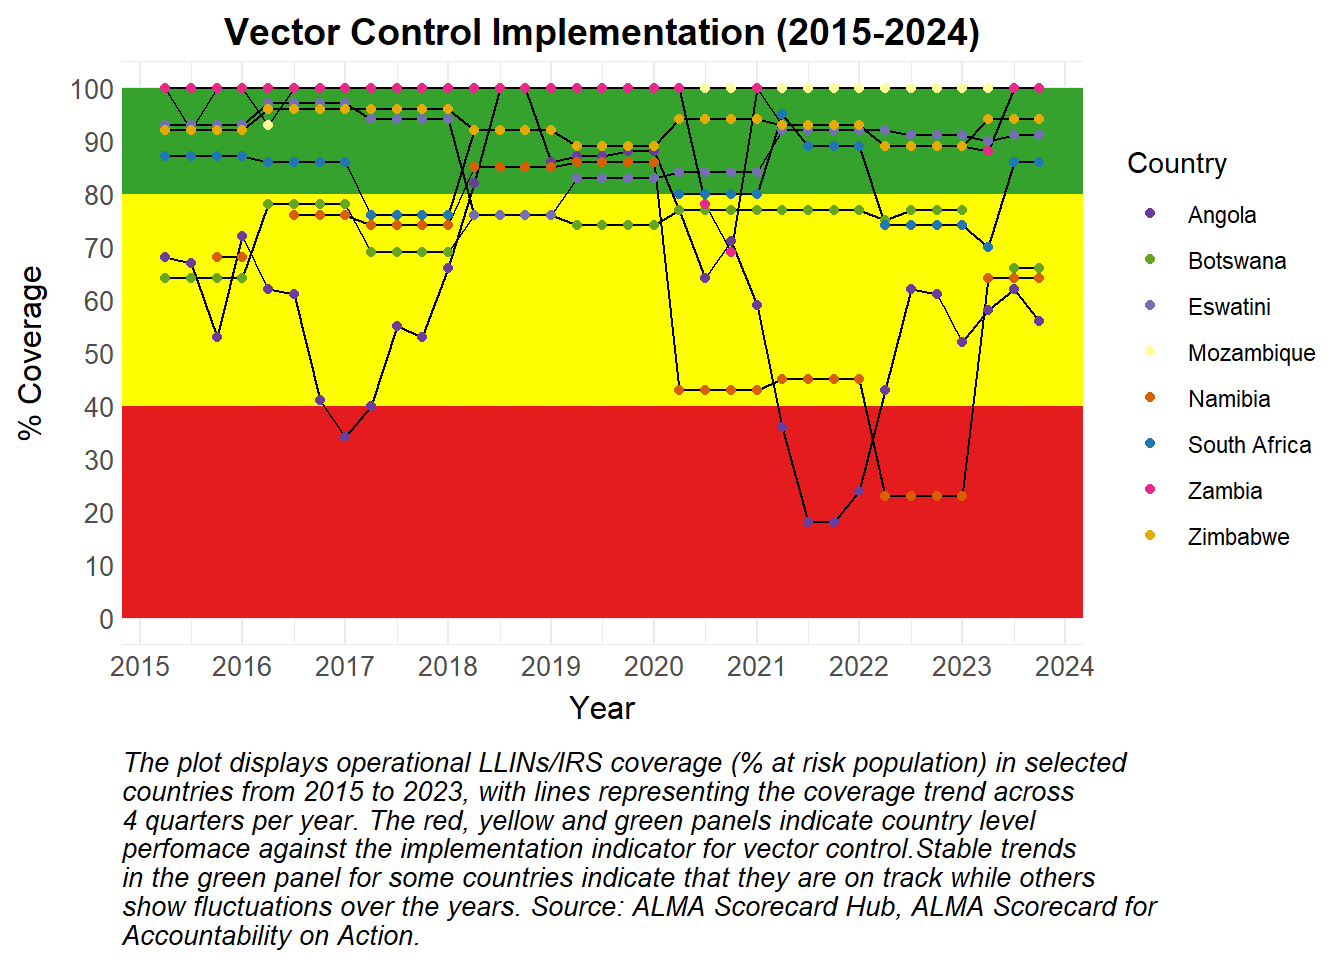 Vector Control Implementation (2015-2024)
100
90
80
70
60
50
40
30
20
10
0
% Coverage
2015 2016 2017 2018 2019 2020 2021 2022 2023 2024
Year
Country
Angola
Botswana
Eswatini
Mozambique
Namibia
South Africa
Zambia
Zimbabwe
The plot displays operational LLINs/IRS coverage (% at risk population) in selected
countries from 2015 to 2023, with lines representing the coverage trend across
4 quarters per year. The red, yellow and green panels indicate country level
perfomace against the implementation indicator for vector control.Stable trends
in the green panel for some countries indicate that they are on track while others
show fluctuations over the years. Source: ALMA Scorecard Hub, ALMA Scorecard for
Accountability on Action.